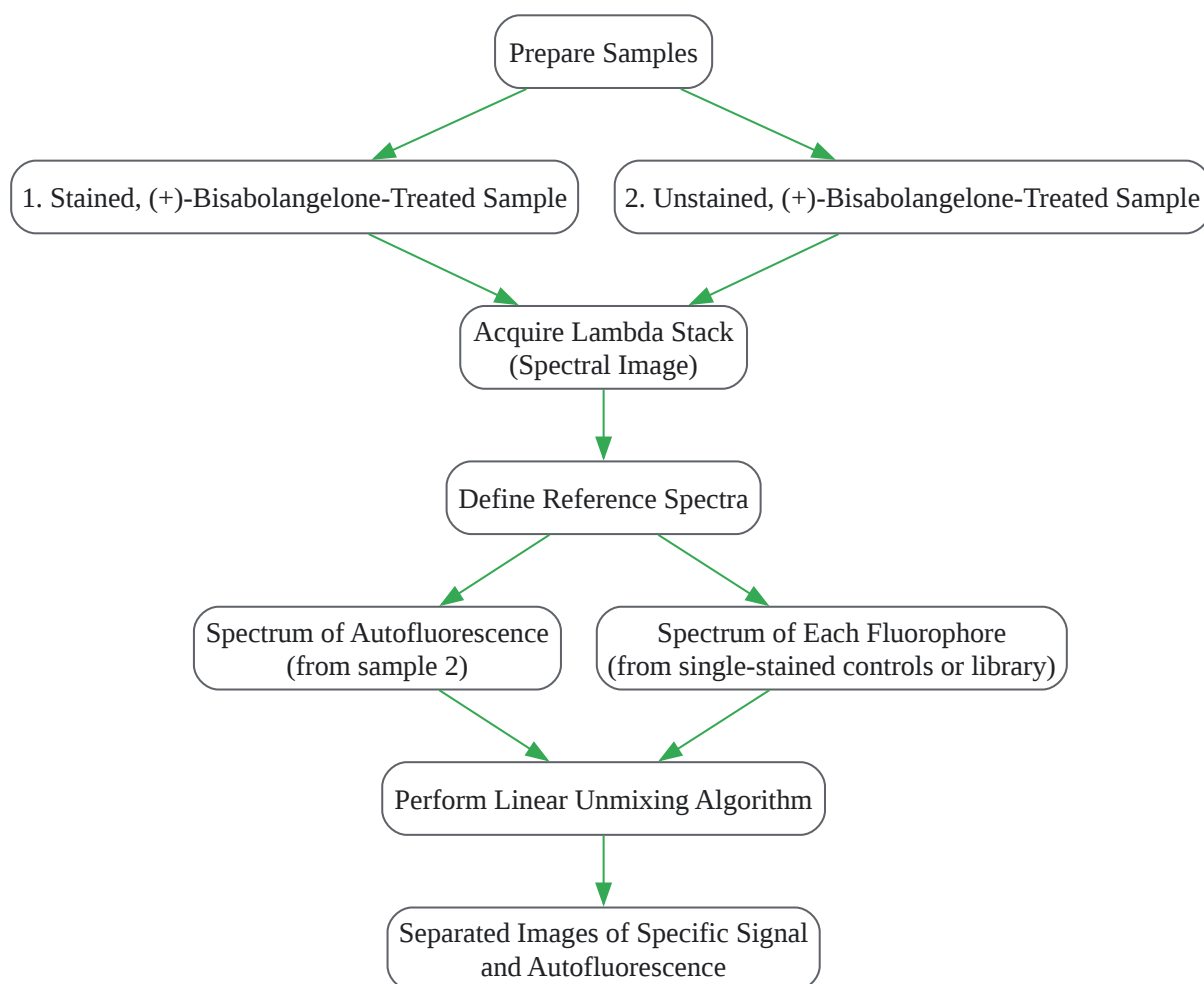 Prepare Samples
1. Stained, (+)-Bisabolangelone-Treated Sample
2. Unstained, (+)-Bisabolangelone-Treated Sample
Acquire Lambda Stack
(Spectral Image)
Define Reference Spectra
Spectrum of Autofluorescence
(from sample 2)
Spectrum of Each Fluorophore
(from single-stained controls or library)
Perform Linear Unmixing Algorithm
Separated Images of Specific Signal
and Autofluorescence